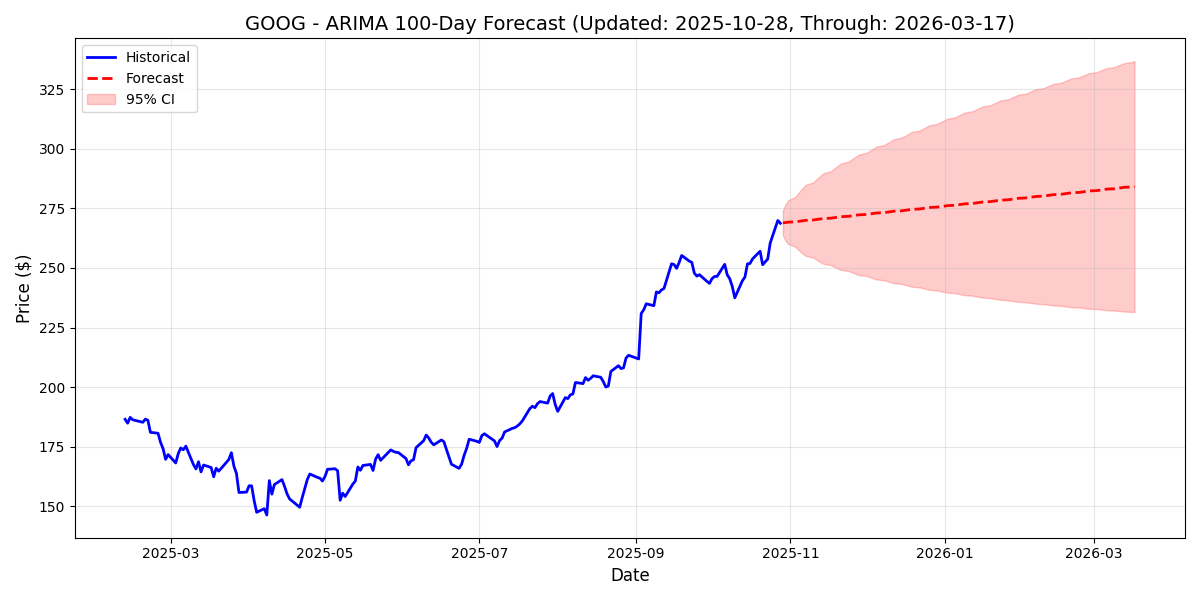 GOOG - ARIMA 100-Day Forecast (Updated: 2025-10-28, Through: 2026-03-17)
Historical
Forecast
95% CI
Price ($)
325
300
275
250
225
200
175
150
2025-03
2025-05
2025-07
2025-09
2025-11
2026-01
2026-03
Date